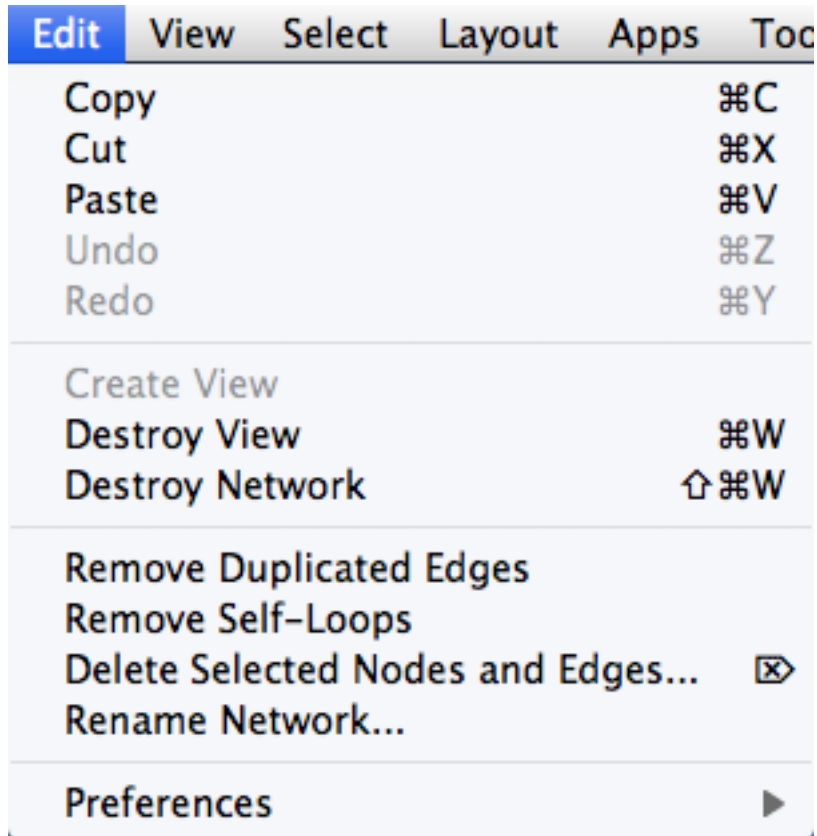 Edit View Select Layout Apps Too
Copy ⌘C
Cut ⌘X
Paste ⌘V
Undo ⌘Z
Redo ⌘Y
Create View
Destroy View ⌘W
Destroy Network ⇧⌘W
Remove Duplicated Edges
Remove Self-Loops
Delete Selected Nodes and Edges... ⌦
Rename Network...
Preferences ▶